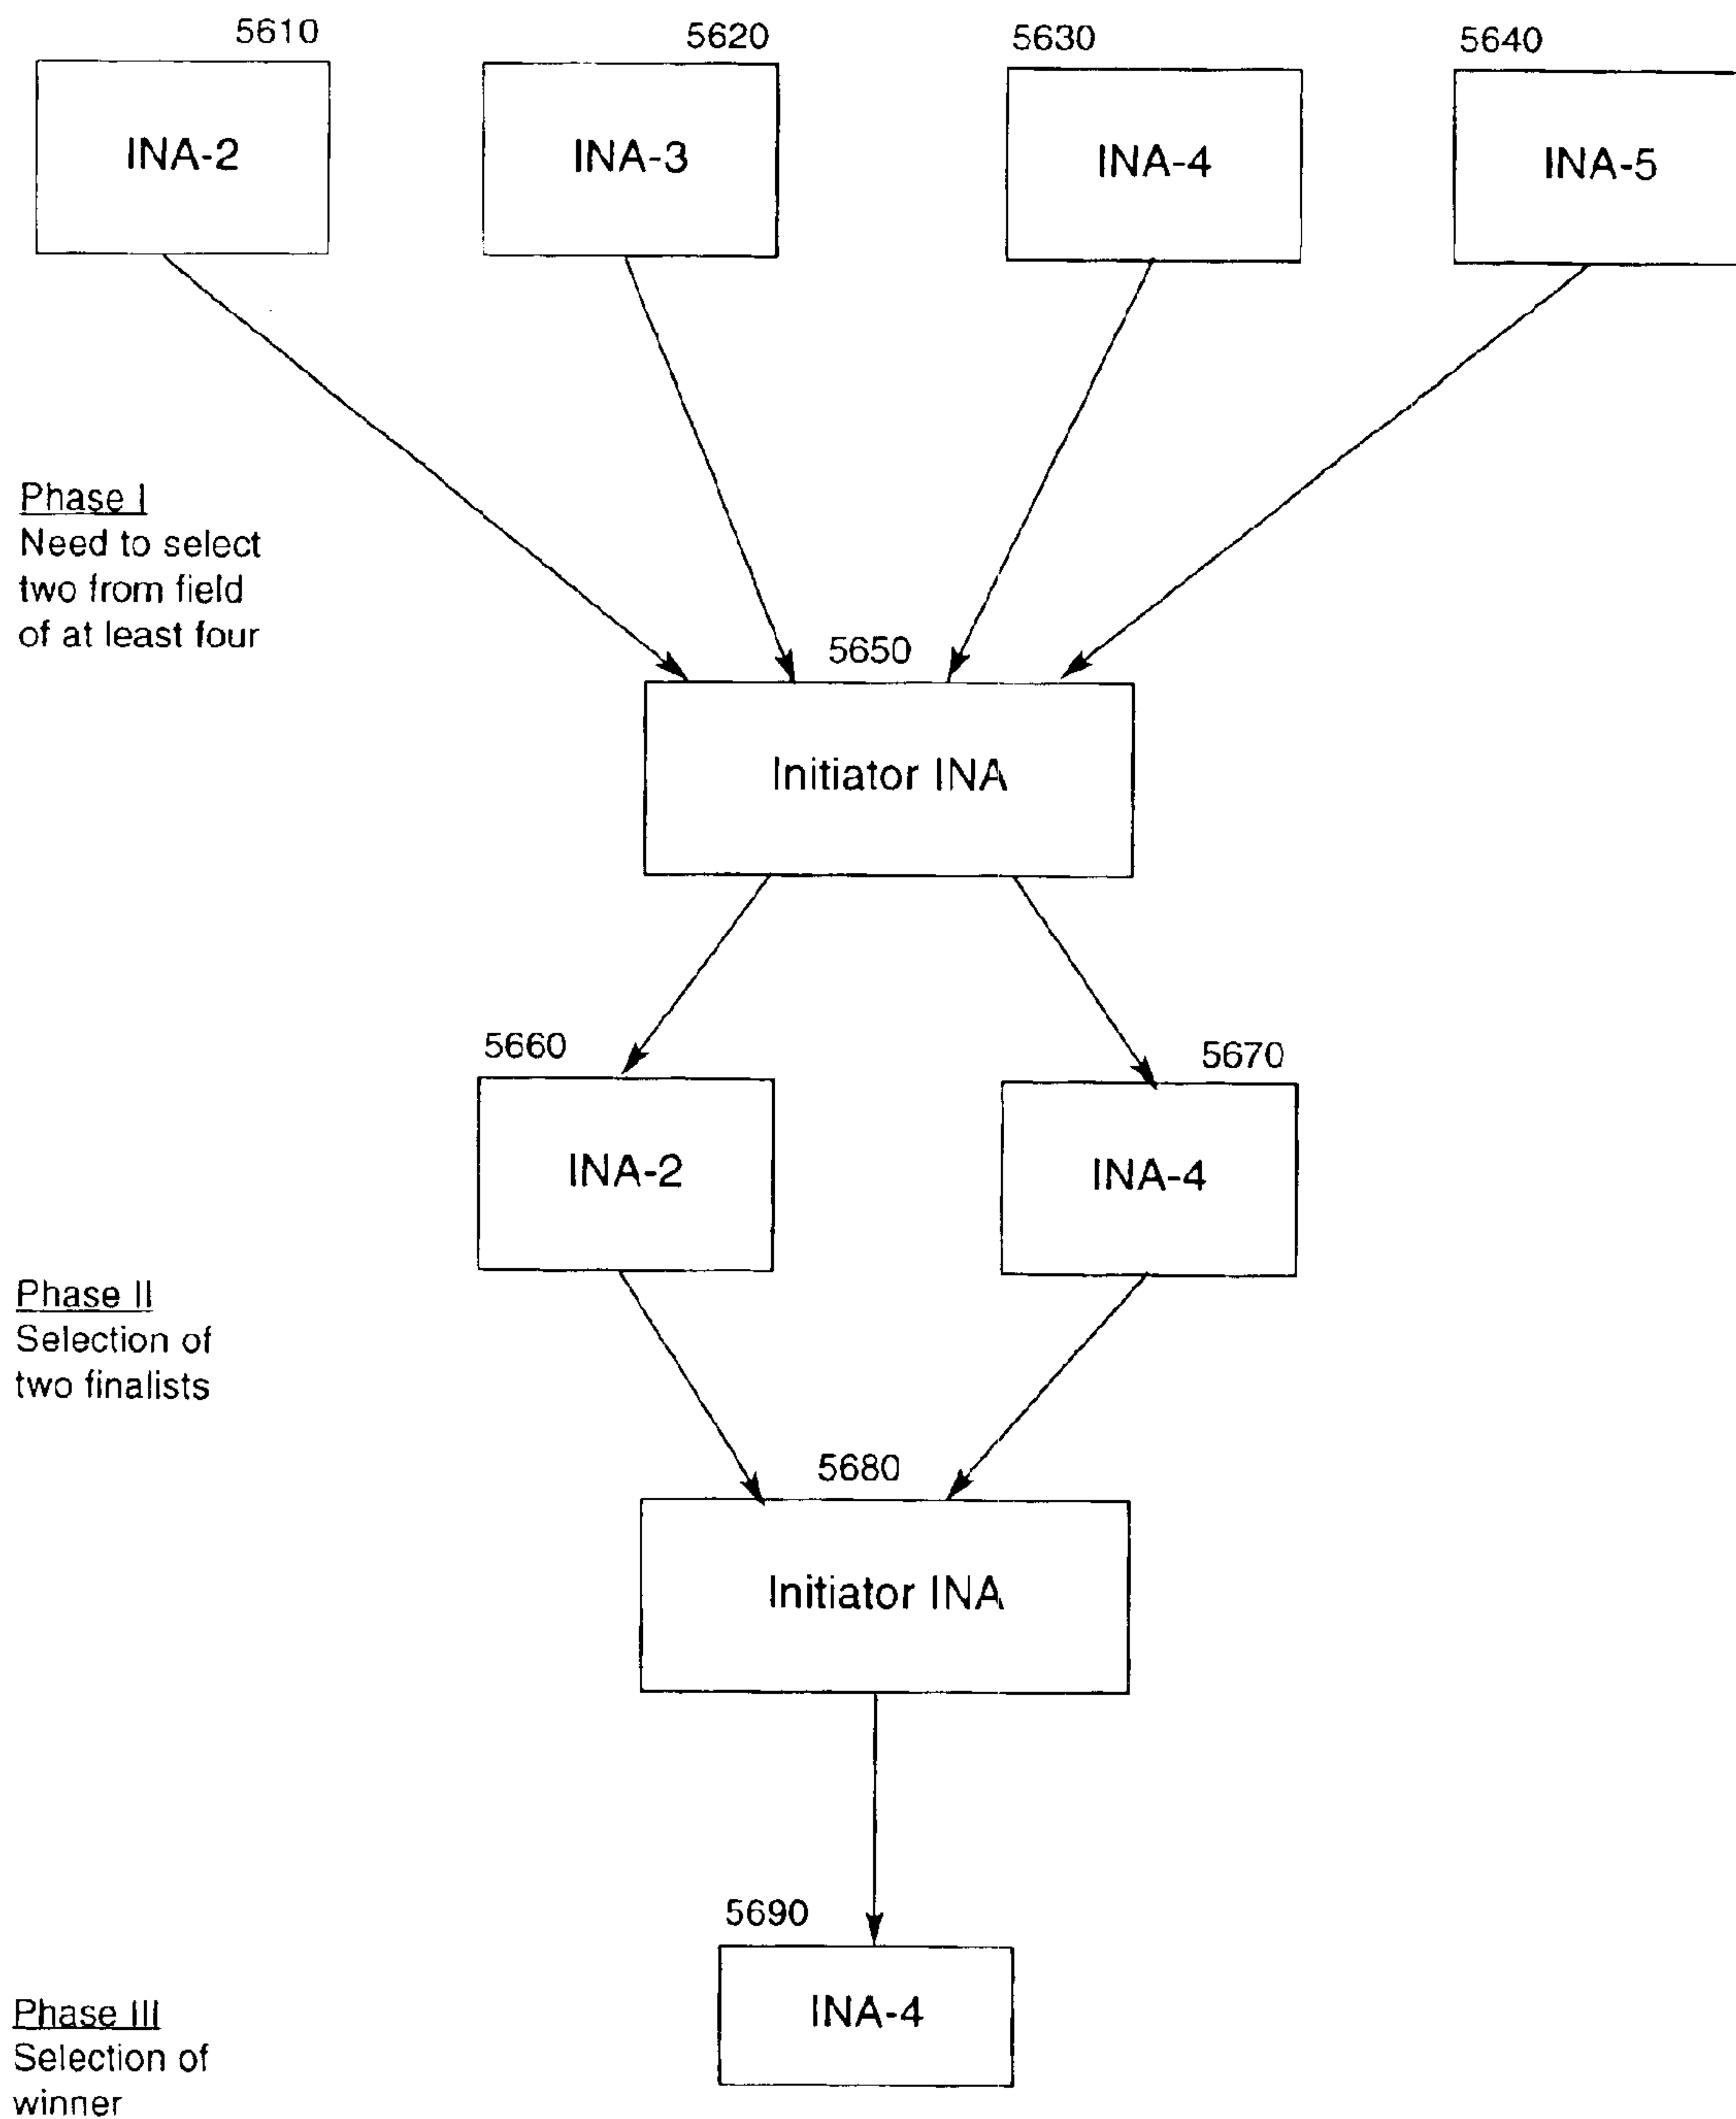 5610
5620
5630
5640
INA-2
INA-3
INA-4
INA-5
Phase I
Need to select
two from field
of at least four
5650
Initiator INA
5660
5670
INA-2
INA-4
Phase II
Selection of
two finalists
5680
Initiator INA
5690
INA-4
Phase III
Selection of
winner